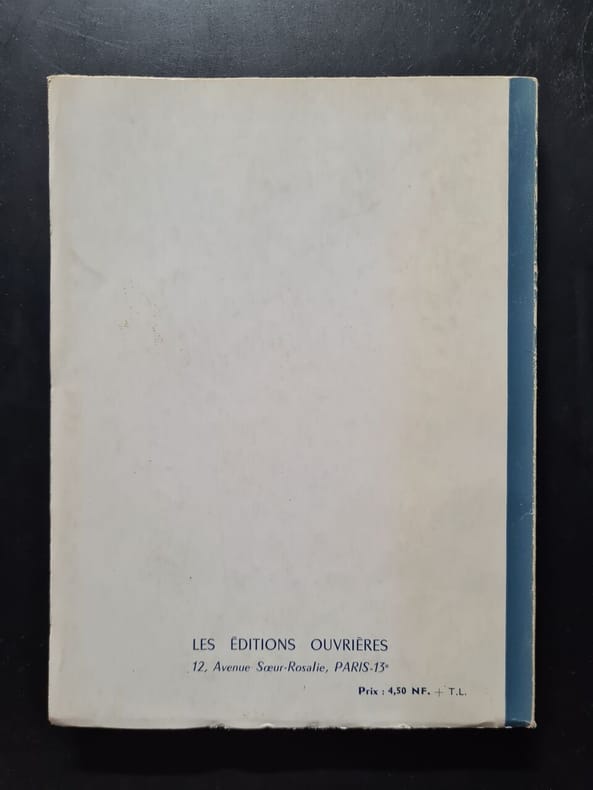 LES ÉDITIONS OUVRIÈRES
12, Avenue Sœur-Rosalie, PARIS-13ᵉ
Prix : 4,50 NF. + T.L.